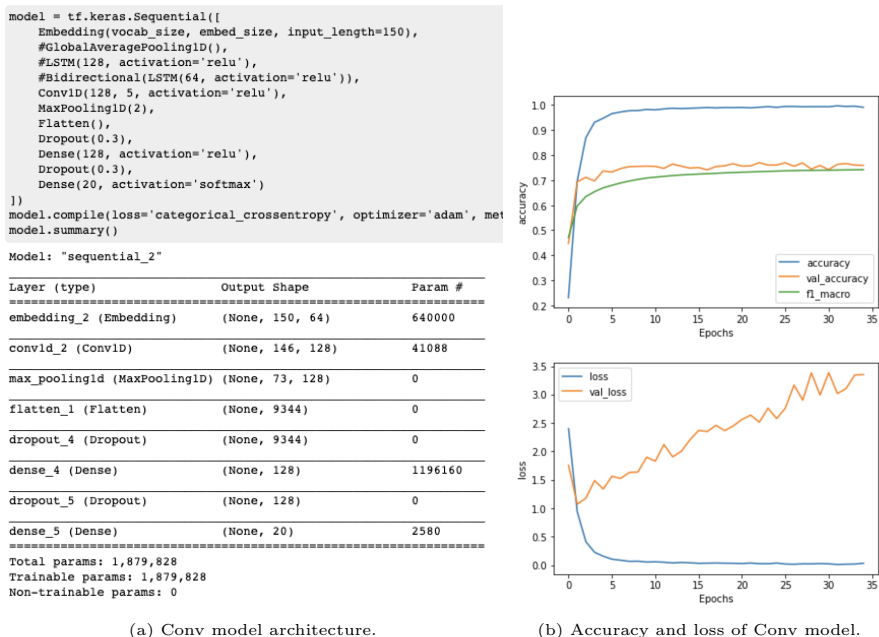 model = tf.keras.Sequential([
    Embedding(vocab_size, embed_size, input_length=150),
    #GlobalAveragePooling1D(),
    #LSTM(128, activation='relu'),
    #Bidirectional(LSTM(64, activation='relu')),
    Conv1D(128, 5, activation='relu'),
    MaxPooling1D(2),
    Flatten(),
    Dropout(0.3),
    Dense(128, activation='relu'),
    Dropout(0.3),
    Dense(20, activation='softmax')
])
model.compile(loss='categorical_crossentropy', optimizer='adam', met
model.summary()
Model: "sequential_2"
Layer (type) Output Shape Param #
embedding_2 (Embedding) (None, 150, 64) 640000
conv1d_2 (Conv1D) (None, 146, 128) 41088
max_pooling1d (MaxPooling1D) (None, 73, 128) 0
flatten_1 (Flatten) (None, 9344) 0
dropout_4 (Dropout) (None, 9344) 0
dense_4 (Dense) (None, 128) 1196160
dropout_5 (Dropout) (None, 128) 0
dense_5 (Dense) (None, 20) 2580
Total params: 1,879,828
Trainable params: 1,879,828
Non-trainable params: 0
(a) Conv model architecture.
1.0
0.9
0.8
0.7
0.6
0.5
0.4
0.3
0.2
accuracy
accuracy
val_accuracy
f1_macro
0 5 10 15 20 25 30 35
Epochs
3.5
3.0
2.5
2.0
1.5
1.0
0.5
0.0
loss
loss
val_loss
0 5 10 15 20 25 30 35
Epochs
(b) Accuracy and loss of Conv model.